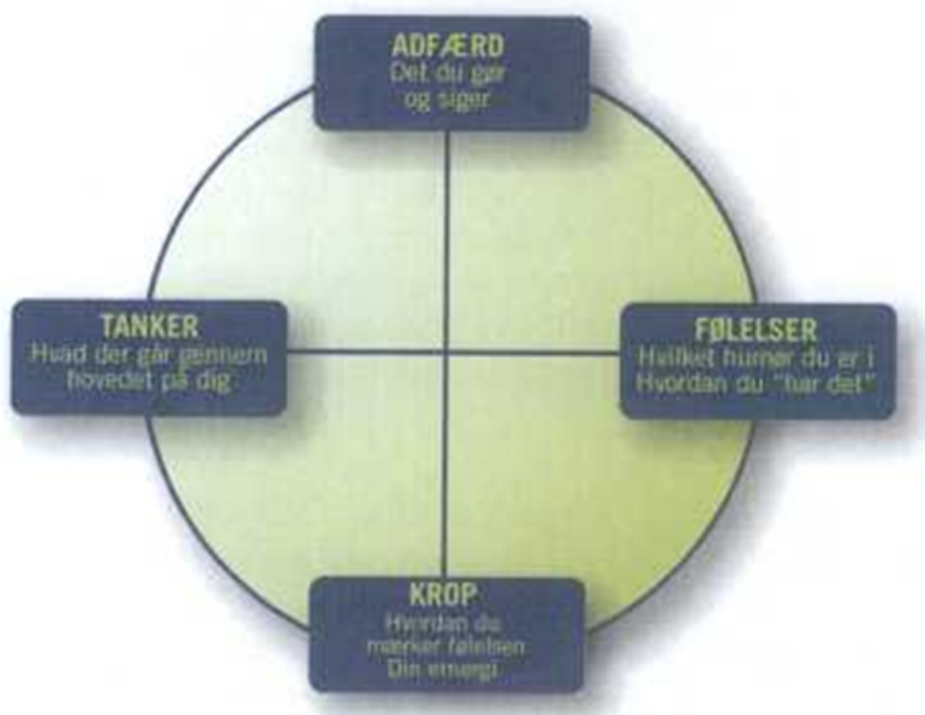 ADFÆRD
Det du gør
og siger
TANKER
Hvad der går gennem
hovedet på dig
FØLELSER
Hvilket humør du er i
Hvordan du "har det"
KROP
Hvordan du
mærker følelsen
Din energi